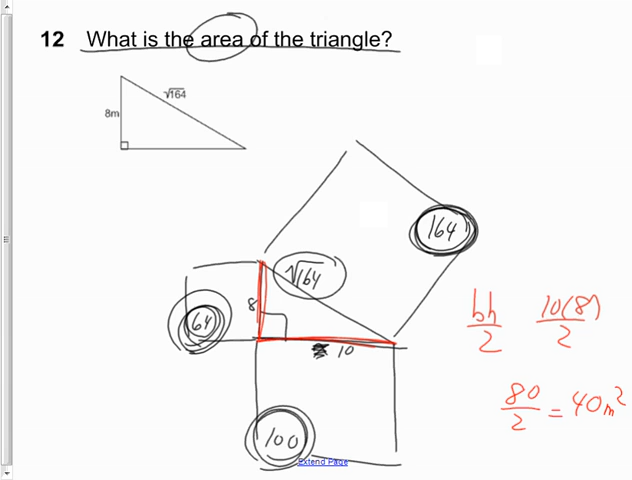 12 What is the area of the triangle?
√164
8m
164
√164
8
64
10
100
bh/2 10(8)/2
80/2 = 40m²
Extend Page